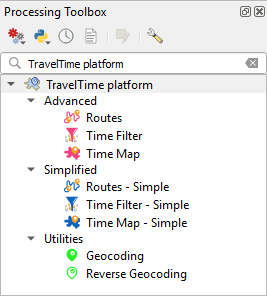 Processing Toolbox
TravelTime platform
TravelTime platform
Advanced
Routes
Time Filter
Time Map
Simplified
Routes - Simple
Time Filter - Simple
Time Map - Simple
Utilities
Geocoding
Reverse Geocoding